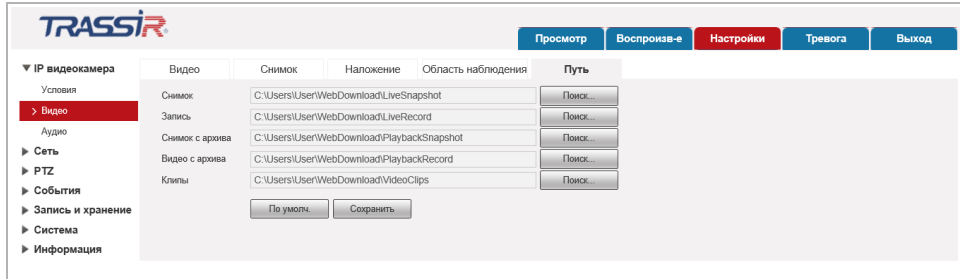 TRASSIR
Просмотр Воспроизв-е Настройки Тревога Выход
IP видеокамера Видео Снимок Наложение Область наблюдения Путь
Условия Снимок C:\Users\User\WebDownload\LiveSnapshot Поиск...
Видео Запись C:\Users\User\WebDownload\LiveRecord Поиск...
Аудио Снимок с архива C:\Users\User\WebDownload\PlaybackSnapshot Поиск...
Сеть Видео с архива C:\Users\User\WebDownload\PlaybackRecord Поиск...
PTZ Клипы C:\Users\User\WebDownload\VideoClips Поиск...
События
Запись и хранение По умолч. Сохранить
Система
Информация